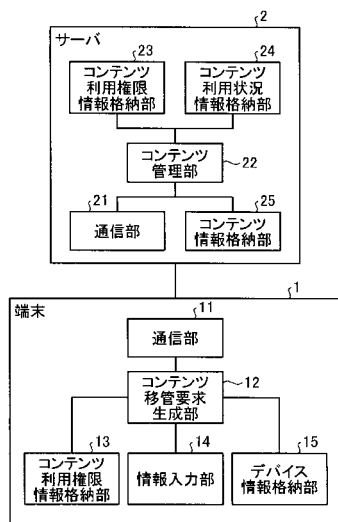 2
サーバ
23
24
コンテンツ
利用権限
情報格納部
コンテンツ
利用状況
情報格納部
コンテンツ
管理部
22
21
25
通信部
コンテンツ
情報格納部
1
端末
11
通信部
コンテンツ
移管要求
生成部
12
13
14
15
コンテンツ
利用権限
情報格納部
情報入力部
デバイス
情報格納部